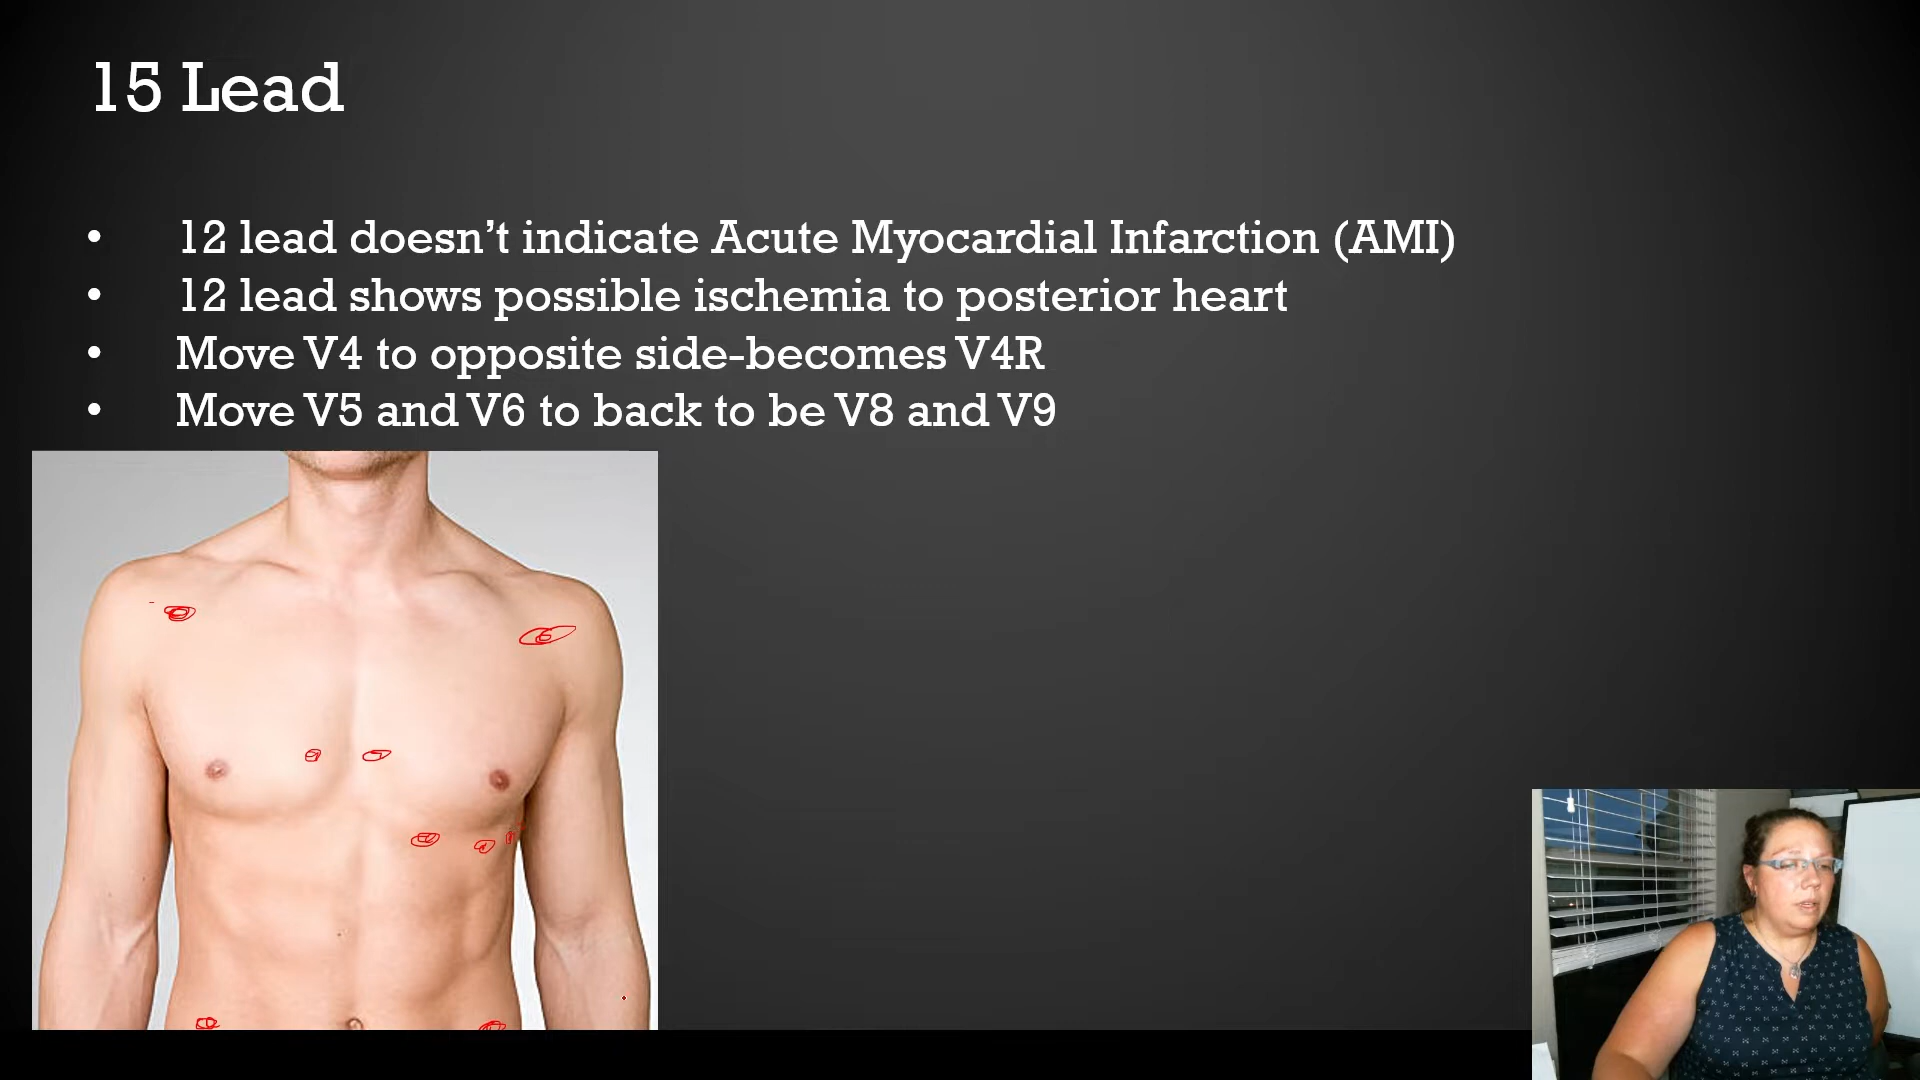 15 Lead
• 12 lead doesn’t indicate Acute Myocardial Infarction (AMI)
• 12 lead shows possible ischemia to posterior heart
• Move V4 to opposite side-becomes V4R
• Move V5 and V6 to back to be V8 and V9